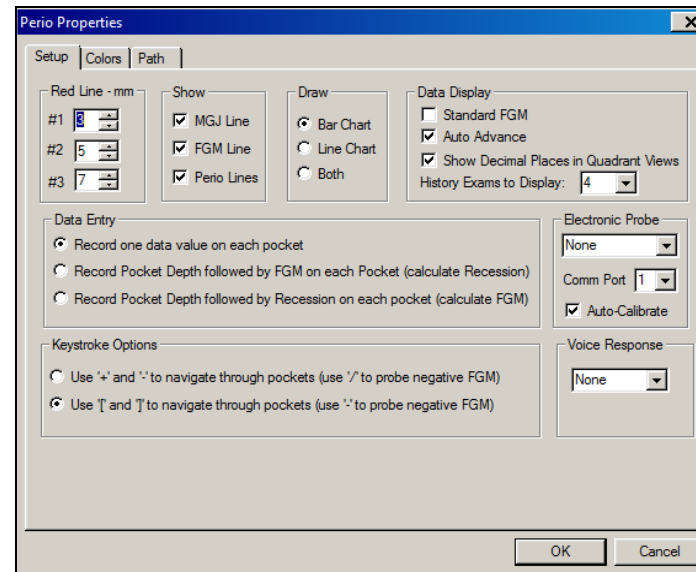 Perio Properties
Setup Colors Path
Red Line - mm
#1 3
#2 5
#3 7
Show
MGJ Line
FGM Line
Perio Lines
Draw
Bar Chart
Line Chart
Both
Data Display
Standard FGM
Auto Advance
Show Decimal Places in Quadrant Views
History Exams to Display: 4
Data Entry
Record one data value on each pocket
Record Pocket Depth followed by FGM on each Pocket (calculate Recession)
Record Pocket Depth followed by Recession on each pocket (calculate FGM)
Electronic Probe
None
Comm Port 1
Auto-Calibrate
Keystroke Options
Use '+' and '-' to navigate through pockets (use '/' to probe negative FGM)
Use '[' and ']' to navigate through pockets (use '-' to probe negative FGM)
Voice Response
None
OK Cancel